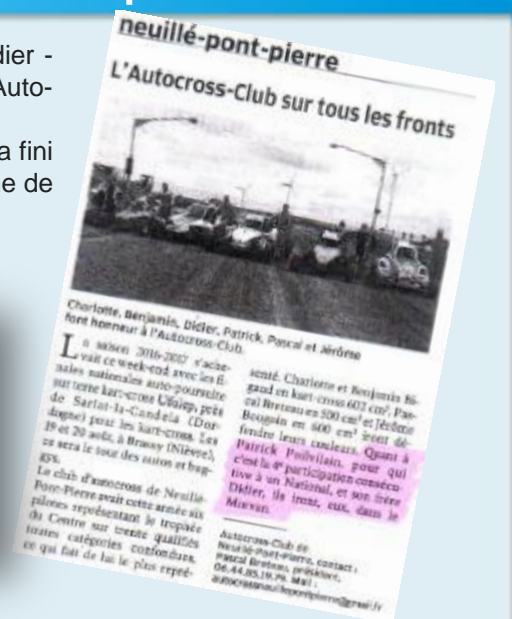 dier -
Auto-
a fini
e de
neuillé-pont-pierre
L'Autocross-Club sur tous les fronts
Charlotte, Benjamin, Didier, Patrick, Pascal et Jérôme
font honneur à l'Autocross-Club.
La saison 2016-2017 s'ache-
vait ce week-end avec les fi-
nales nationales auto-poursuite
sur terre kart-cross Ufolep, près
de Sarlat-la-Canéda (Dor-
dogne) pour les kart-cross. Les
19 et 20 août, à Brassy (Nièvre),
ce sera le tour des autos et bug-
gys.
Le club d'autocross de Neuillé-
Pont-Pierre avait cette année six
pilotes représentant le trophée
du Centre sur trente qualifiés
toutes catégories confondues,
ce qui fait de lui le plus repré-
senté. Charlotte et Benjamin
gaud en kart-cross 602 cm³, Pas-
cal Breteau en 500 cm³ et Jérôme
Bougain en 600 cm³ iront dé-
fendre leurs couleurs. Quant à
Patrick Poilvilain, pour qui
c'est la participation consécu-
tive à un National, et son frère
Didier, ils iront, eux, dans le
Morvan.
Autocross-Club de
Neuillé-Pont-Pierre, contact :
Pascal Breteau, président,
Mail :